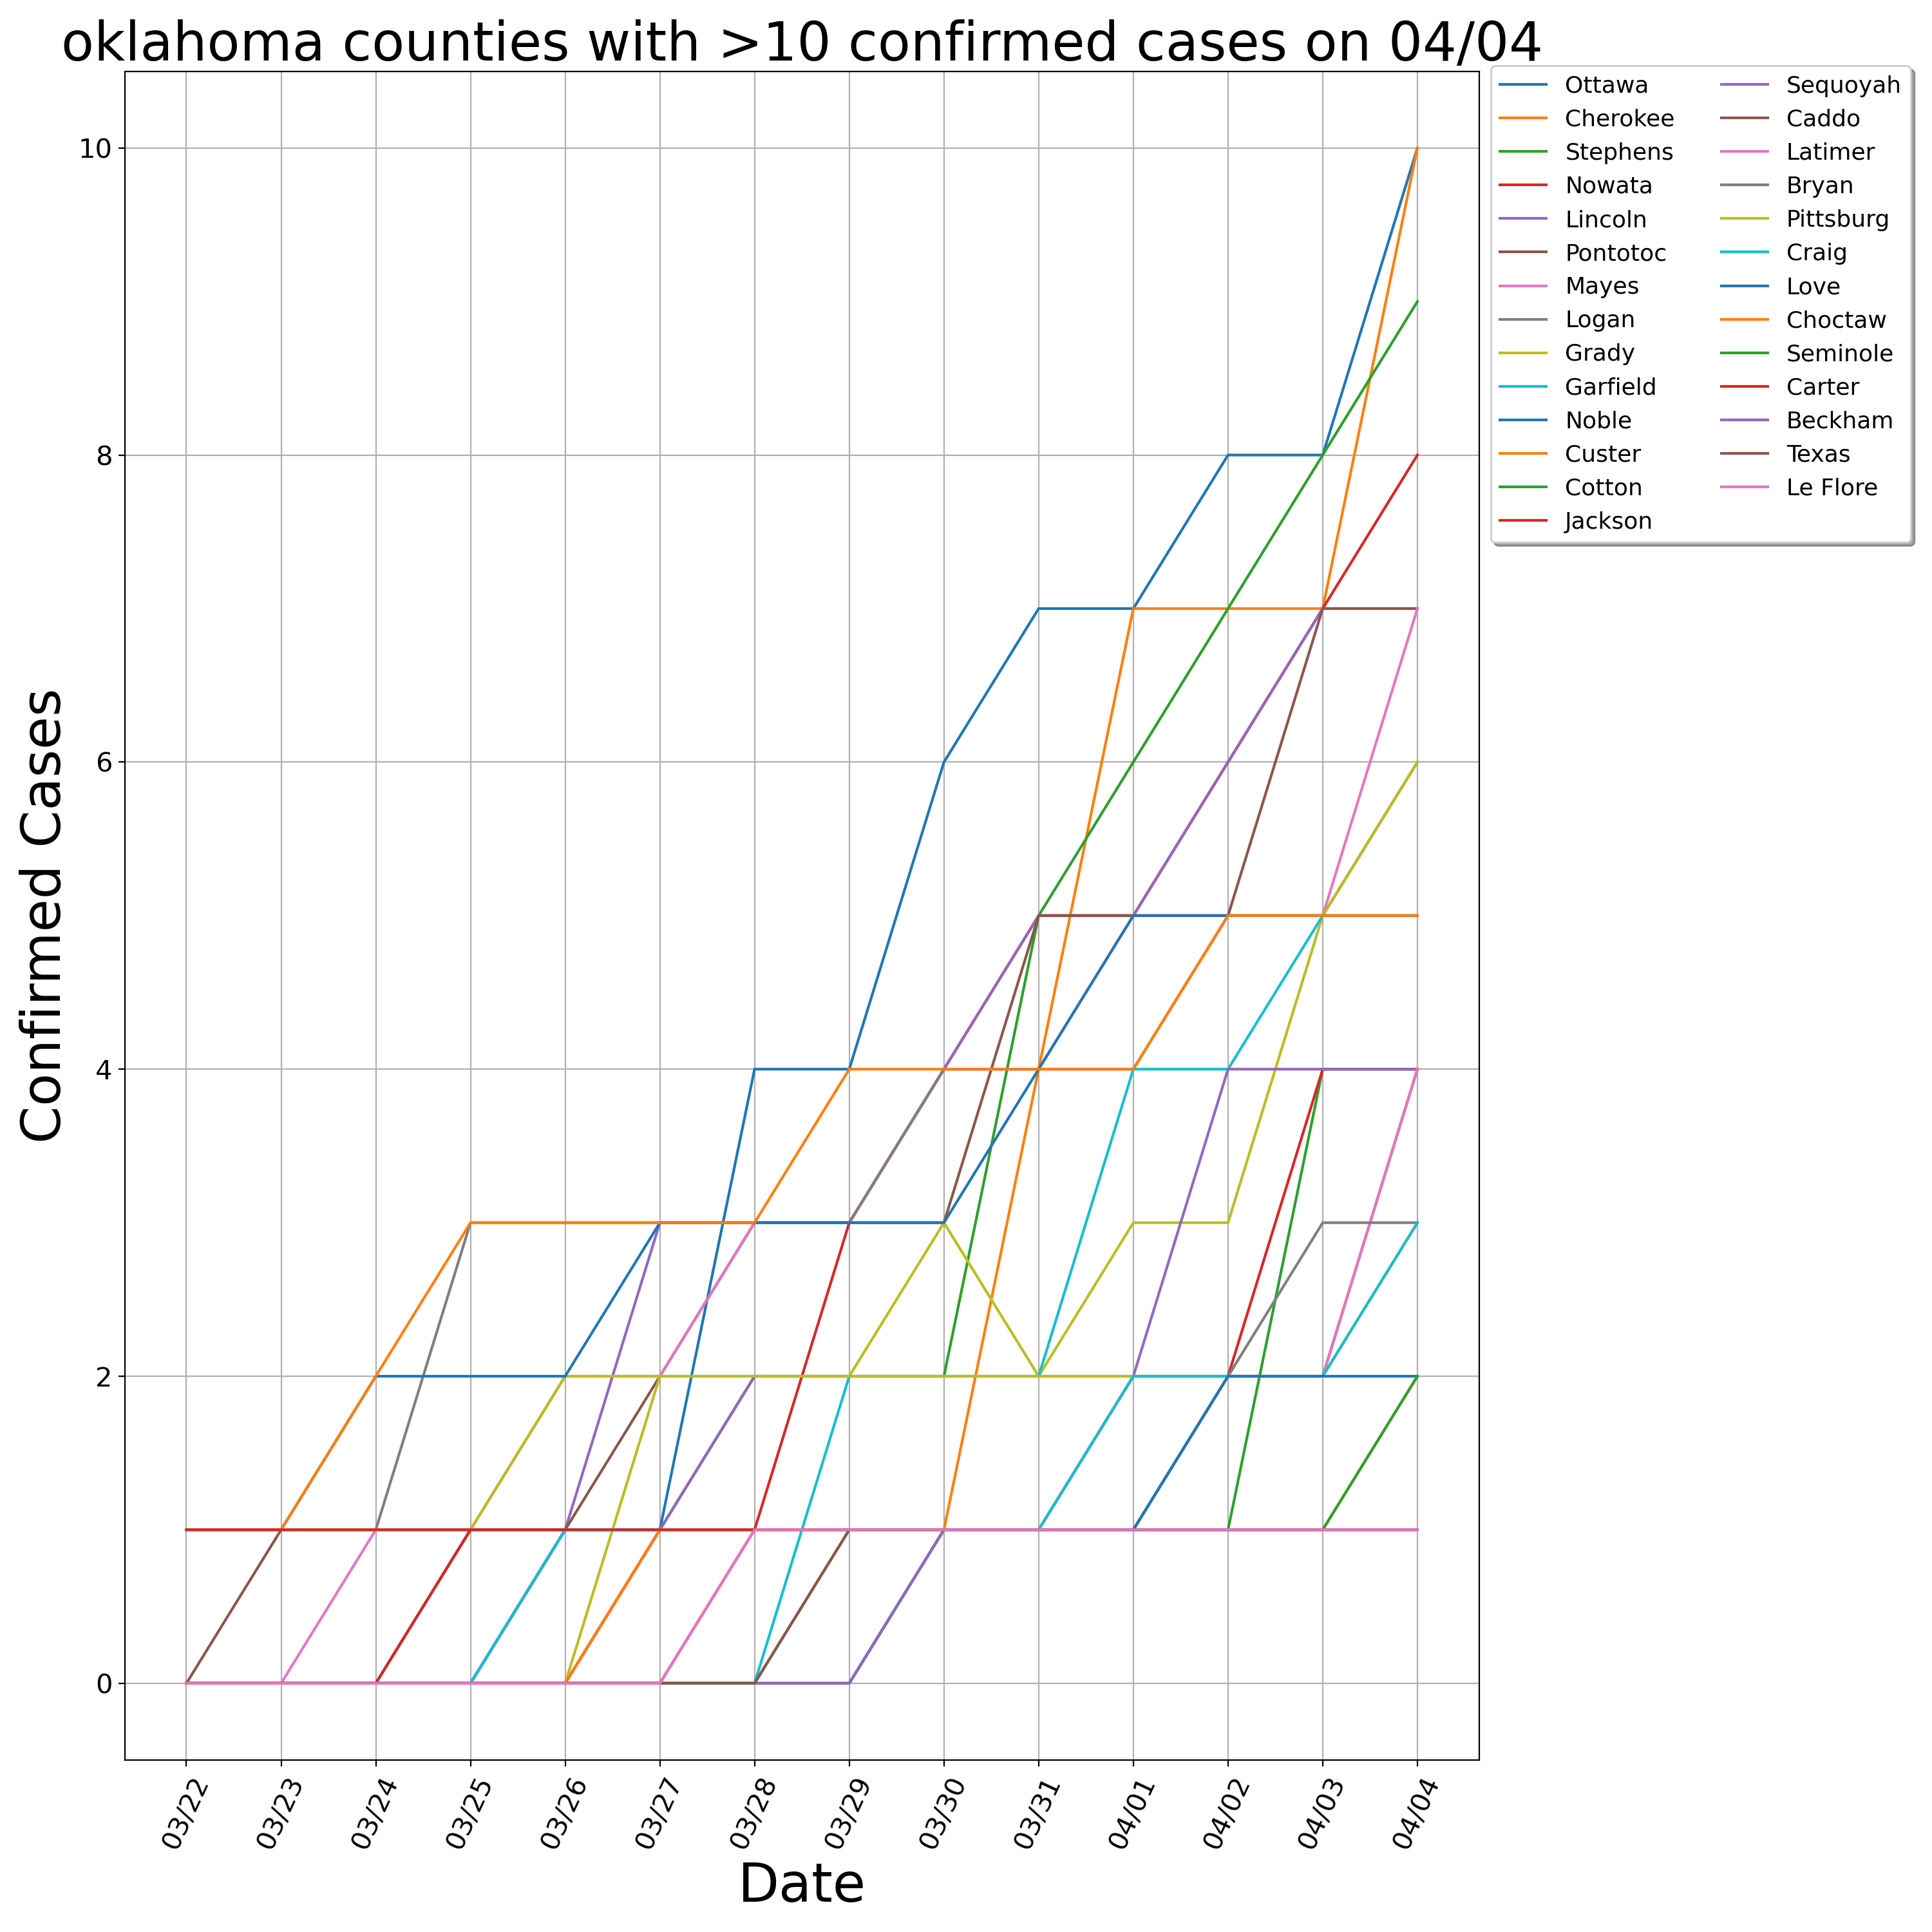 oklahoma counties with >10 confirmed cases on 04/04
Ottawa
Cherokee
Stephens
Nowata
Lincoln
Pontotoc
Mayes
Logan
Grady
Garfield
Noble
Custer
Cotton
Jackson
Sequoyah
Caddo
Latimer
Bryan
Pittsburg
Craig
Love
Choctaw
Seminole
Carter
Beckham
Texas
Le Flore
Confirmed Cases
10
8
6
4
2
0
03/22
03/23
03/24
03/25
03/26
03/27
03/28
03/29
03/30
03/31
04/01
04/02
04/03
04/04
Date